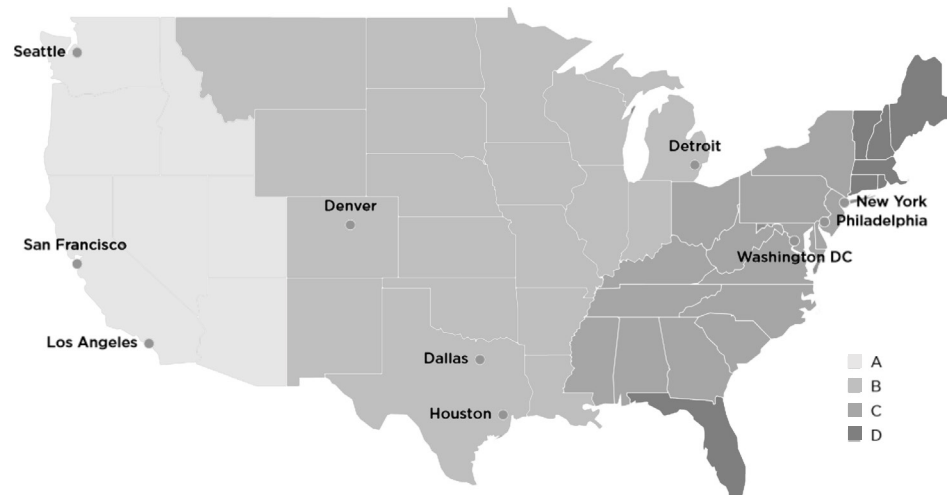 Seattle
Detroit
New York
Denver
Philadelphia
San Francisco
Washington DC
Los Angeles
Dallas
A
B
Houston
C
D